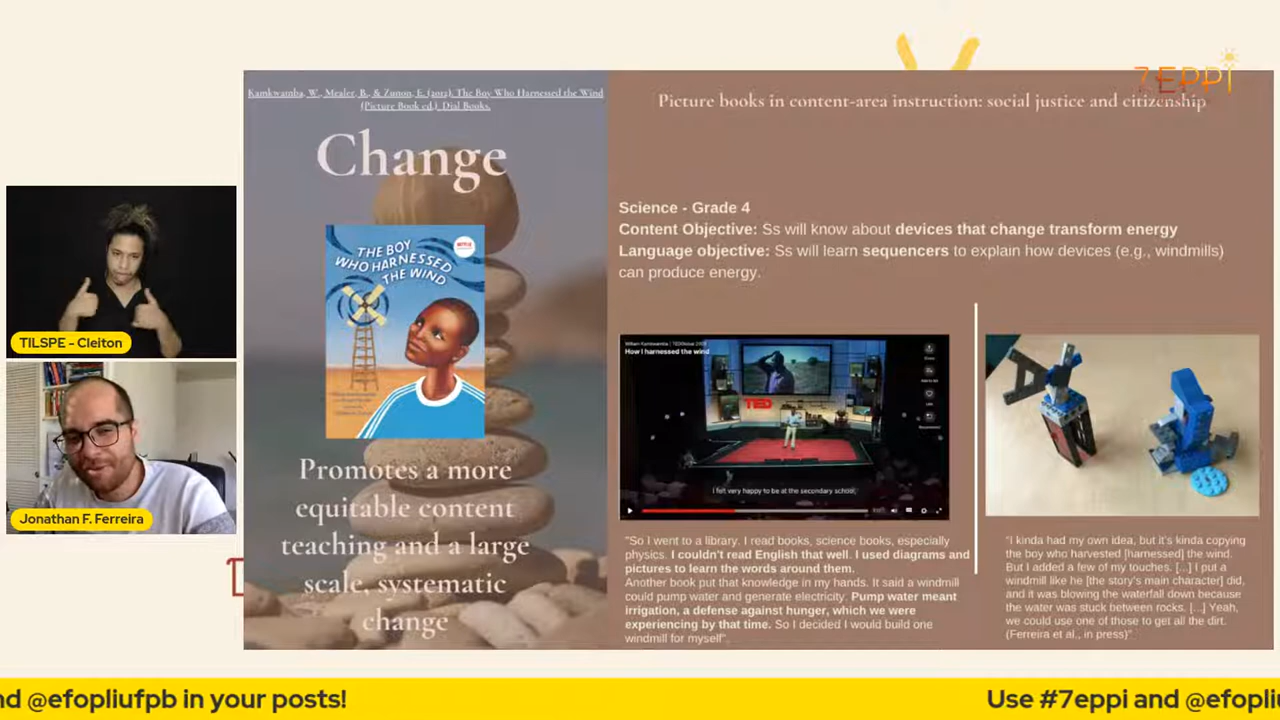 7EPPI
Kamkwamba, W., Mealer, B., & Zunon, E. (2012). The Boy Who Harnessed the Wind
(Picture Book ed.). Dial Books.
Change
THE BOY
WHO HARNESSED
THE WIND
NETFLIX
Promotes a more
equitable content
teaching and a large
scale, systematic
change
Picture books in content-area instruction: social justice and citizenship
Science - Grade 4
Content Objective: Ss will know about devices that change transform energy
Language objective: Ss will learn sequencers to explain how devices (e.g., windmills)
can produce energy.
William Kamkwamba | TEDGlobal 2009
How I harnessed the wind
TED
I felt very happy to be at the secondary school,
"So I went to a library. I read books, science books, especially
physics. I couldn't read English that well. I used diagrams and
pictures to learn the words around them.
Another book put that knowledge in my hands. It said a windmill
could pump water and generate electricity. Pump water meant
irrigation, a defense against hunger, which we were
experiencing by that time. So I decided I would build one
windmill for myself".
"I kinda had my own idea, but it's kinda copying
the boy who harvested [harnessed] the wind.
But I added a few of my touches. [...] I put a
windmill like he [the story's main character] did,
and it was blowing the waterfall down because
the water was stuck between rocks. [...] Yeah,
we could use one of those to get all the dirt.
(Ferreira et al., in press)"
TILSPE - Cleiton
Jonathan F. Ferreira
nd @efopliufpb in your posts!
Use #7eppi and @efopliu